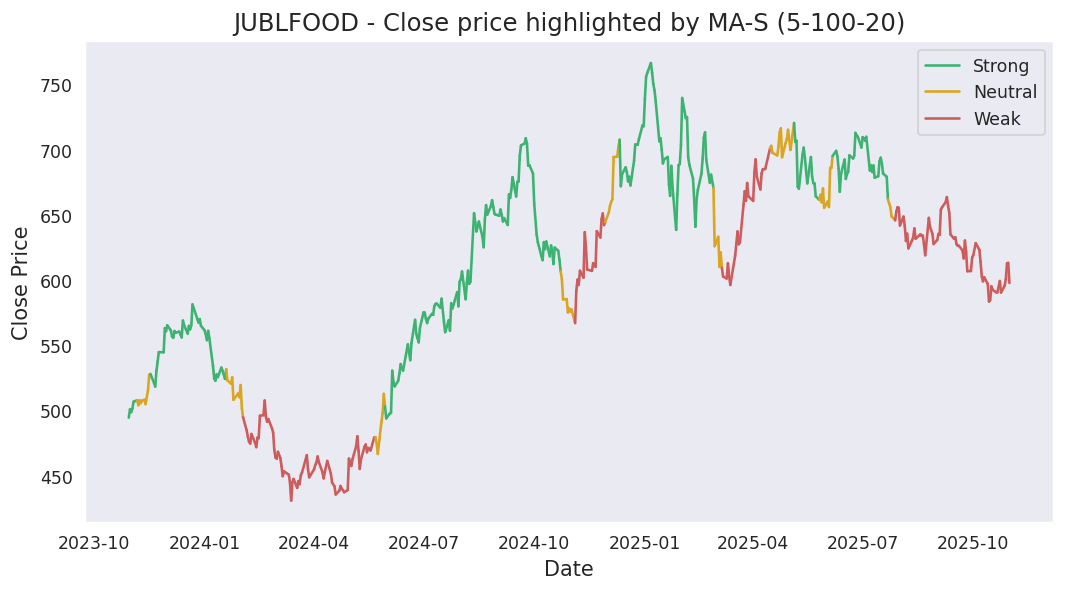 JUBLFOOD - Close price highlighted by MA-S (5-100-20)
Strong
Neutral
Weak
Close Price
750
700
650
600
550
500
450
2023-10 2024-01 2024-04 2024-07 2024-10 2025-01 2025-04 2025-07 2025-10
Date